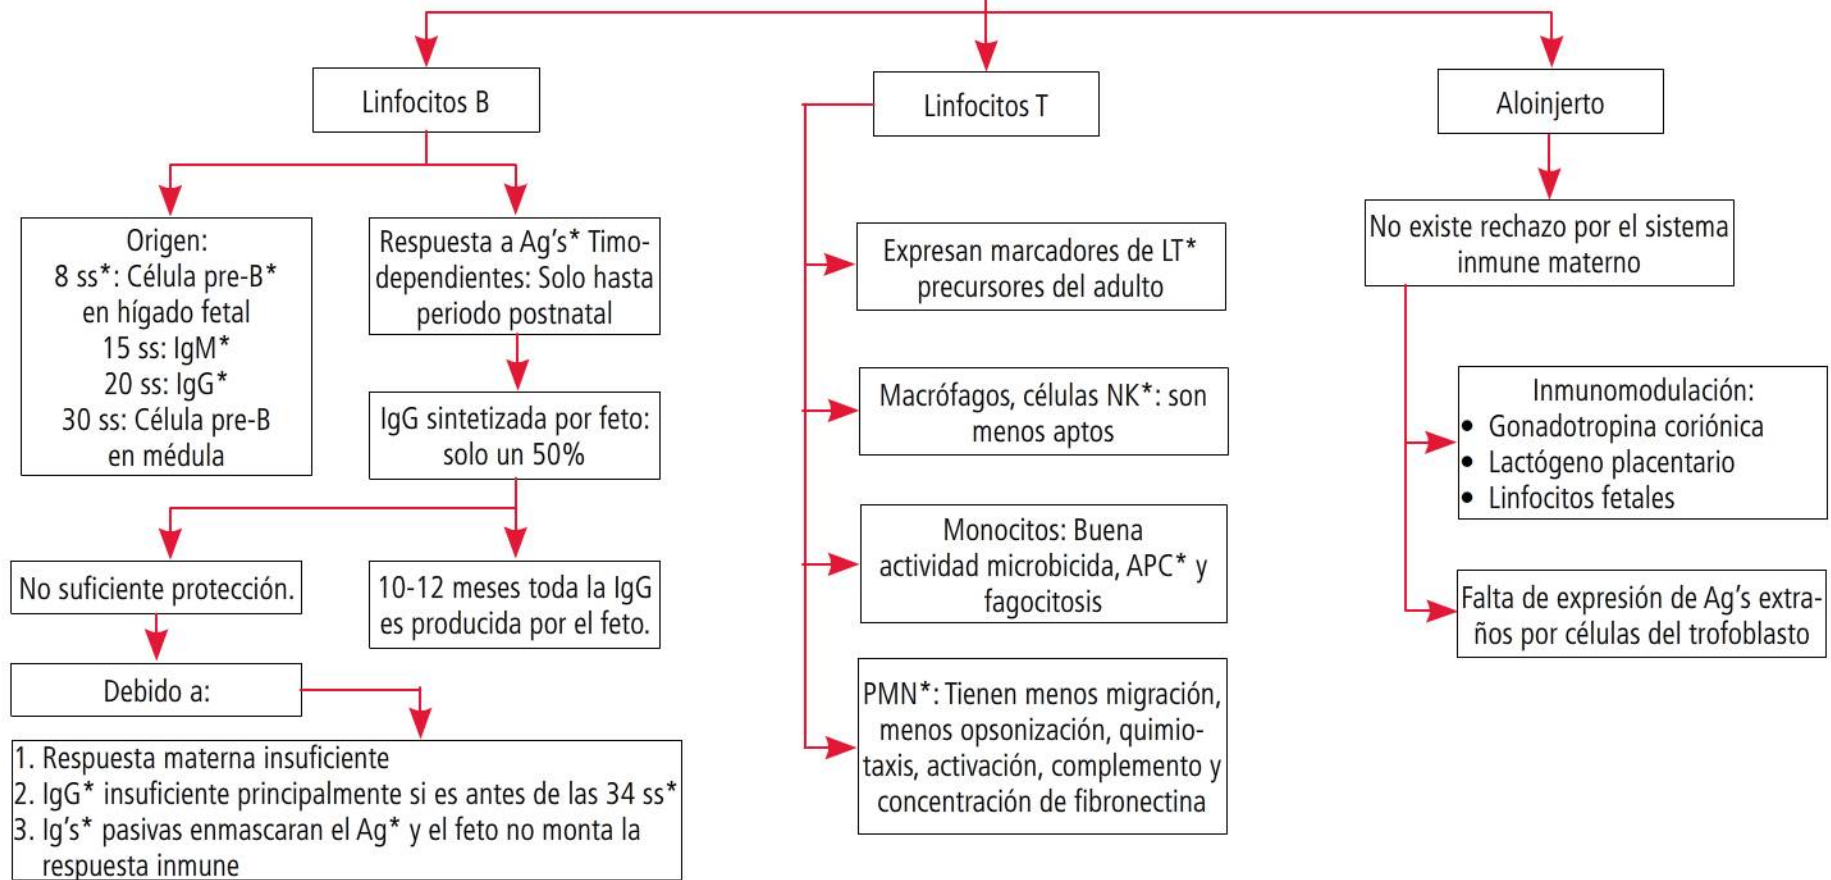 Linfocitos B
Linfocitos T
Aloinjerto
Origen:
8 ss*: Célula pre-B*
en hígado fetal
15 ss: IgM*
20 ss: IgG*
30 ss: Célula pre-B
en médula
Respuesta a Ag's* Timo-
dependientes: Solo hasta
periodo postnatal
IgG sintetizada por feto:
solo un 50%
No suficiente protección.
10-12 meses toda la IgG
es producida por el feto.
Debido a:
1. Respuesta materna insuficiente
2. IgG* insuficiente principalmente si es antes de las 34 ss*
3. Ig's* pasivas enmascaran el Ag* y el feto no monta la
respuesta inmune
Expresan marcadores de LT*
precursores del adulto
Macrófagos, células NK*: son
menos aptos
Monocitos: Buena
actividad microbicida, APC* y
fagocitosis
PMN*: Tienen menos migración,
menos opsonización, quimio-
taxis, activación, complemento y
concentración de fibronectina
No existe rechazo por el sistema
inmune materno
Inmunomodulación:
• Gonadotropina coriónica
• Lactógeno placentario
• Linfocitos fetales
Falta de expresión de Ag's extra-
ños por células del trofoblasto